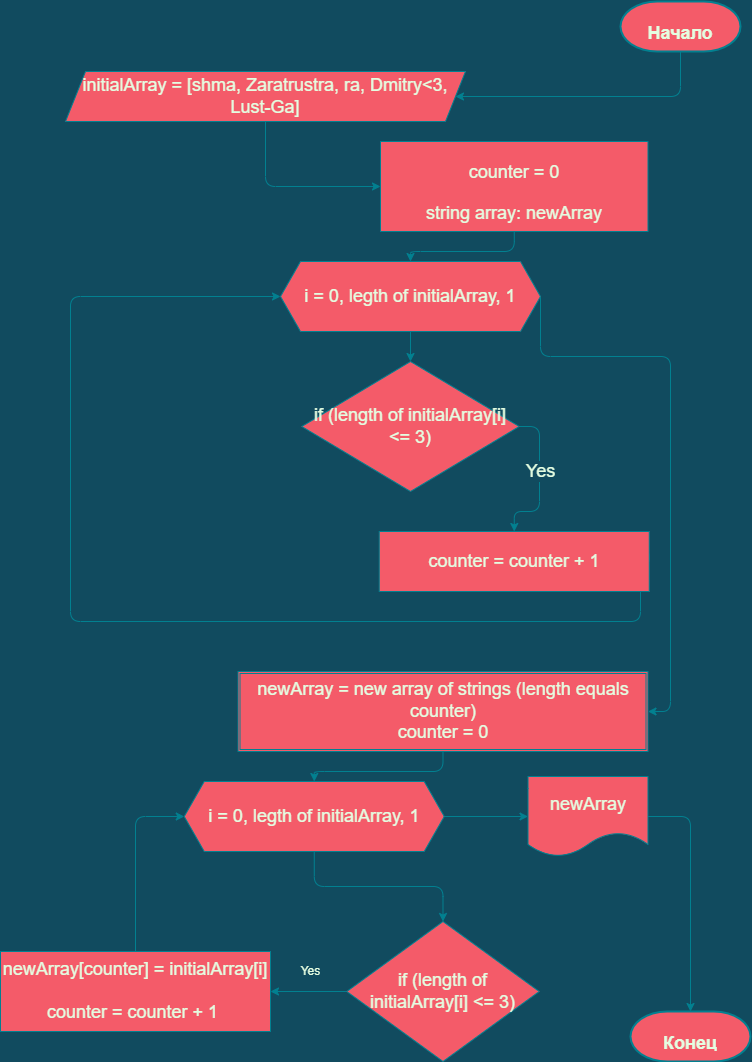 Начало
initialArray = [shma, Zaratrustra, ra, Dmitry<3,
Lust-Ga]
counter = 0
string array: newArray
i = 0, legth of initialArray, 1
if (length of initialArray[i]
<= 3)
Yes
counter = counter + 1
newArray = new array of strings (length equals
counter)
counter = 0
i = 0, legth of initialArray, 1
newArray
if (length of
initialArray[i] <= 3)
Yes
newArray[counter] = initialArray[i]
counter = counter + 1
Конец